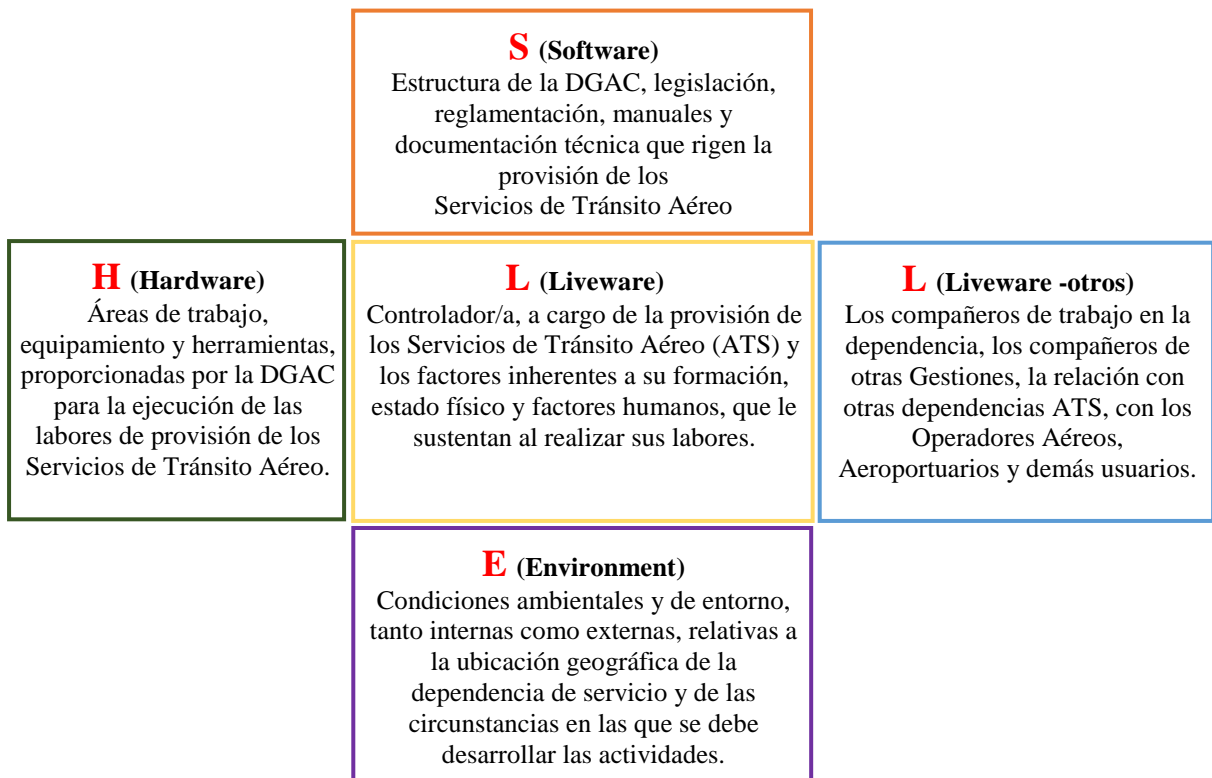 S (Software)
Estructura de la DGAC, legislación,
reglamentación, manuales y
documentación técnica que rigen la
provisión de los
Servicios de Tránsito Aéreo
H (Hardware)
Áreas de trabajo,
equipamiento y herramientas,
proporcionadas por la DGAC
para la ejecución de las
labores de provisión de los
Servicios de Tránsito Aéreo.
L (Liveware)
Controlador/a, a cargo de la provisión de
los Servicios de Tránsito Aéreo (ATS) y
los factores inherentes a su formación,
estado físico y factores humanos, que le
sustentan al realizar sus labores.
L (Liveware -otros)
Los compañeros de trabajo en la
dependencia, los compañeros de
otras Gestiones, la relación con
otras dependencias ATS, con los
Operadores Aéreos,
Aeroportuarios y demás usuarios.
E (Environment)
Condiciones ambientales y de entorno,
tanto internas como externas, relativas a
la ubicación geográfica de la
dependencia de servicio y de las
circunstancias en las que se debe
desarrollar las actividades.